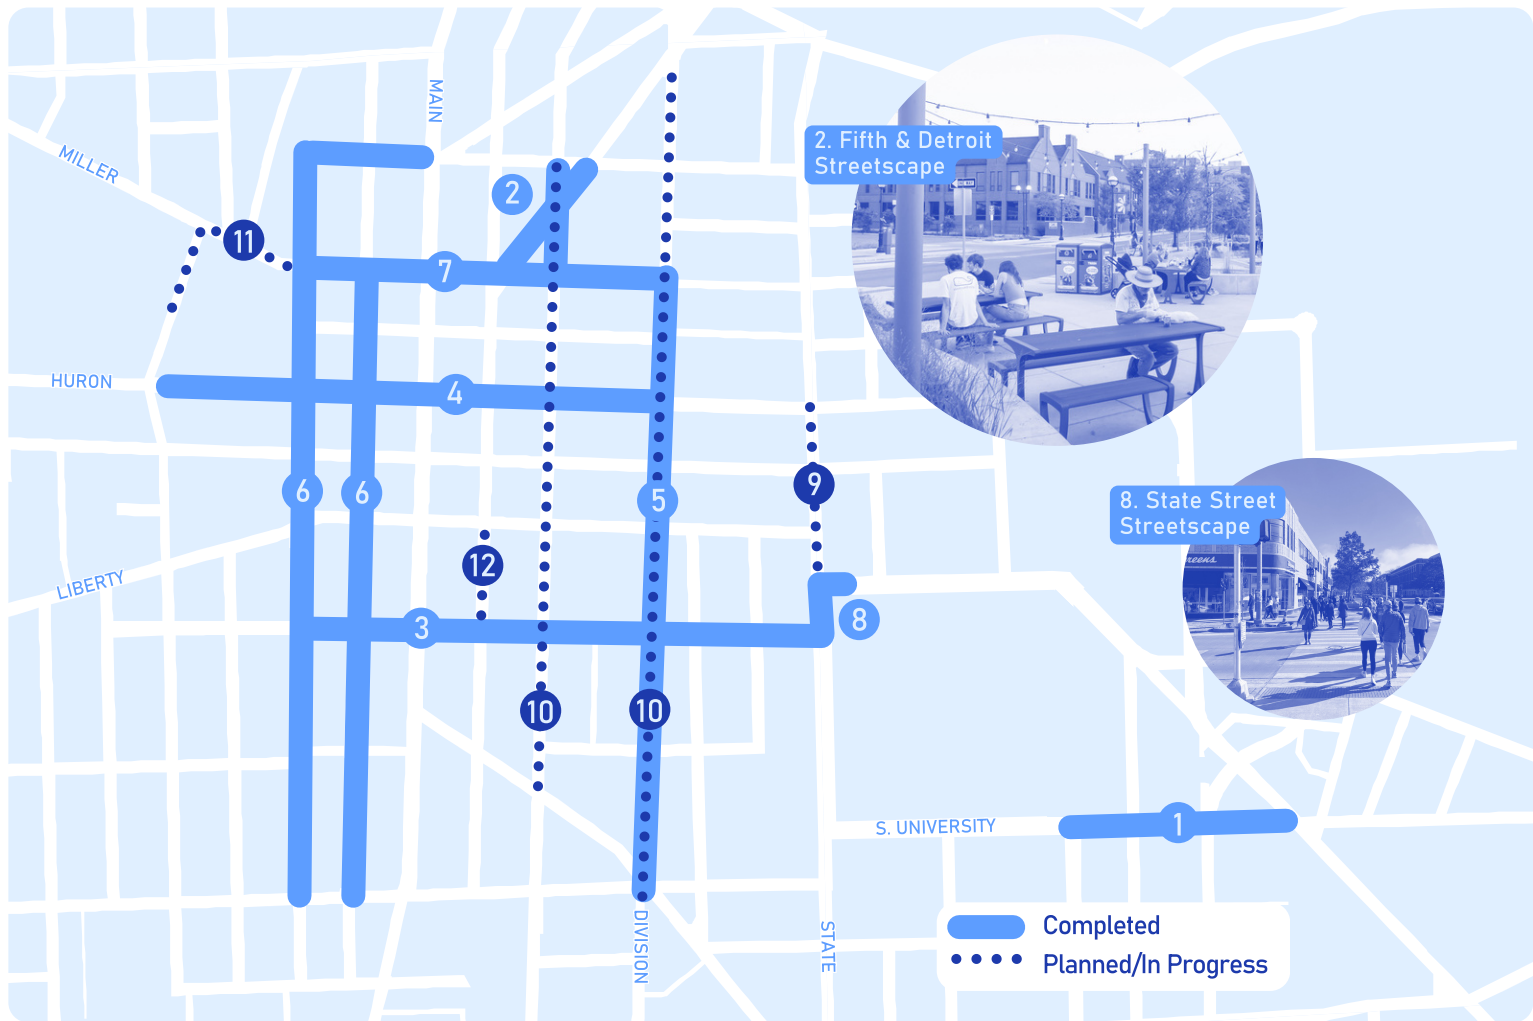 MAIN
MILLER
2. Fifth & Detroit
Streetscape
2
11
7
HURON
4
6
6
5
9
8. State Street
Streetscape
reens
LIBERTY
12
3
8
10
10
S. UNIVERSITY
1
DIVISION
STATE
Completed
Planned/In Progress